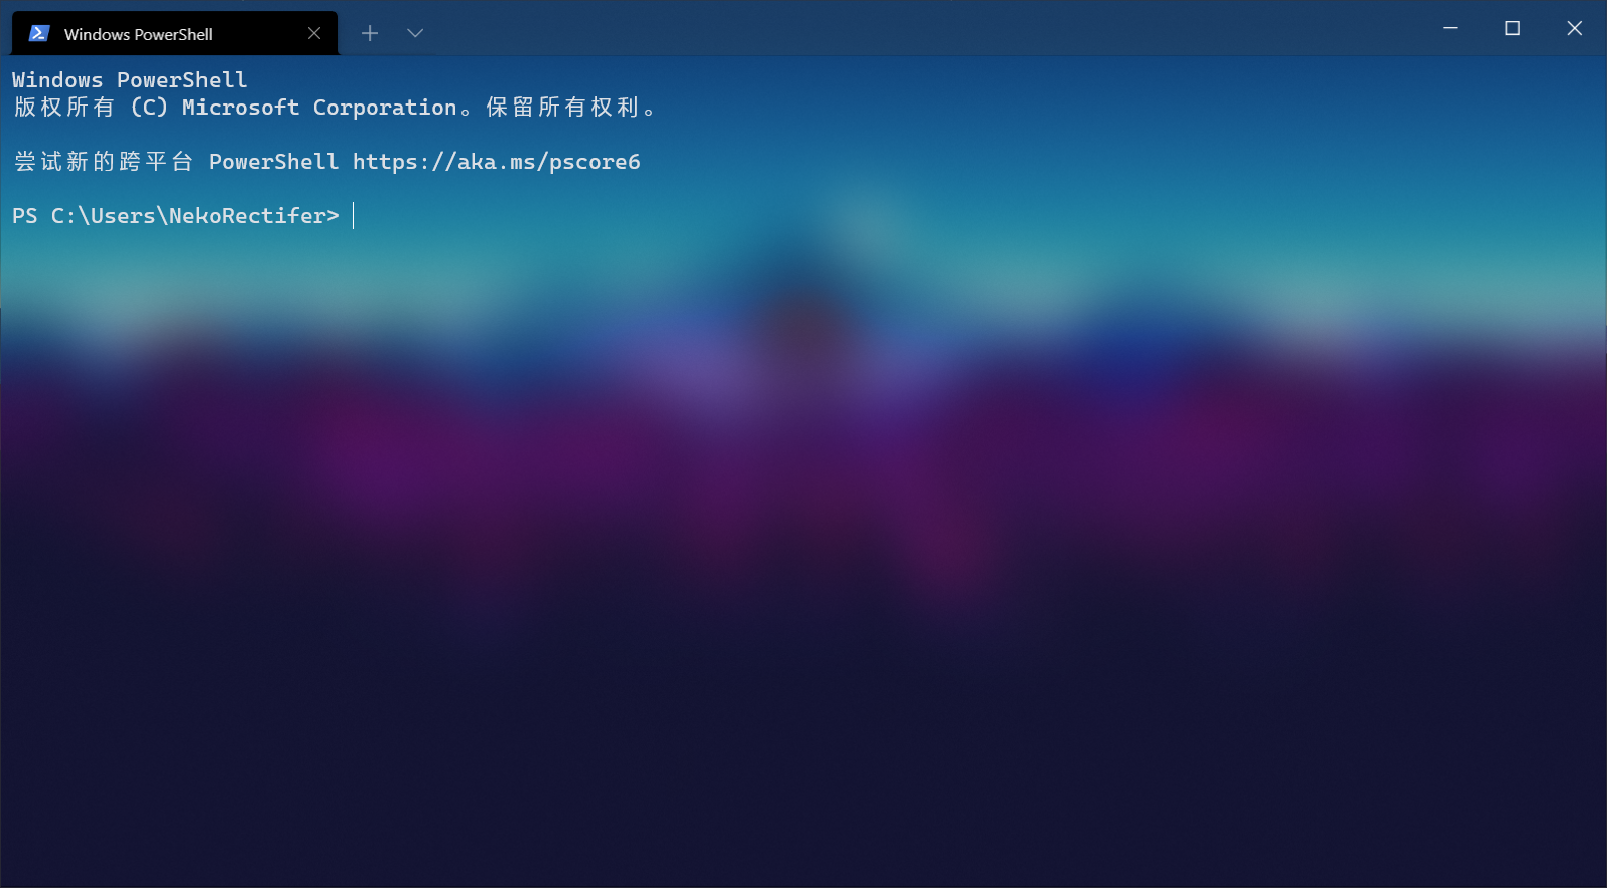 Windows PowerShell
Windows PowerShell
版权所有 (C) Microsoft Corporation。保留所有权利。
尝试新的跨平台 PowerShell https://aka.ms/pscore6
PS C:\Users\NekoRectifer>